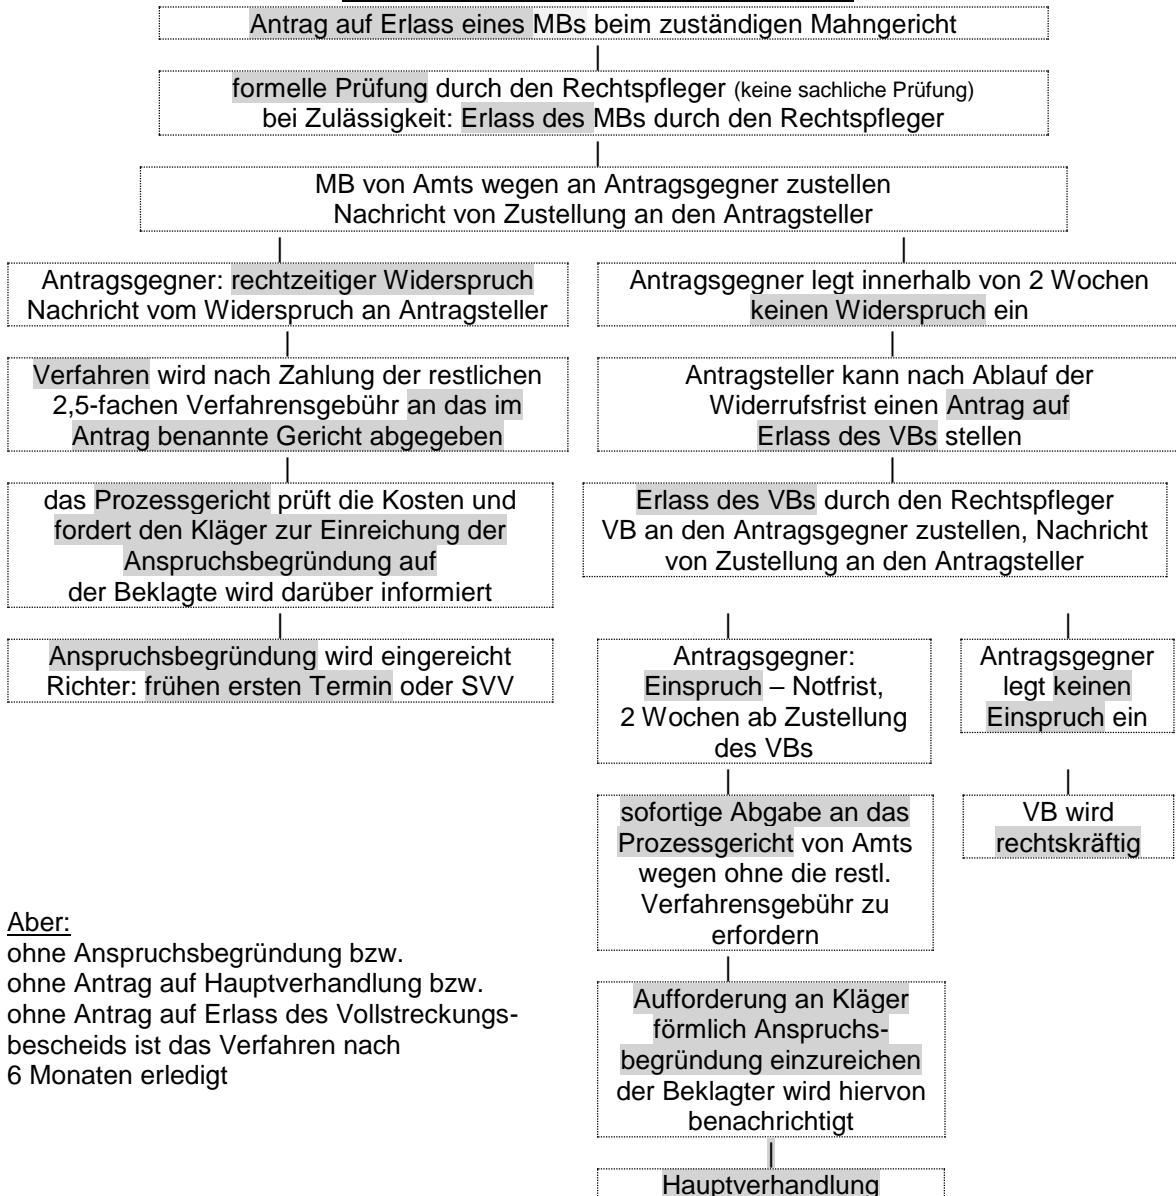 Antrag auf Erlass eines MBs beim zuständigen Mahngericht
formelle Prüfung durch den Rechtspfleger (keine sachliche Prüfung)
bei Zulässigkeit: Erlass des MBs durch den Rechtspfleger
MB von Amts wegen an Antragsgegner zustellen
Nachricht von Zustellung an den Antragsteller
Antragsgegner: rechtzeitiger Widerspruch
Nachricht vom Widerspruch an Antragsteller
Verfahren wird nach Zahlung der restlichen
2,5-fachen Verfahrensgebühr an das im
Antrag benannte Gericht abgegeben
das Prozessgericht prüft die Kosten und
fordert den Kläger zur Einreichung der
Anspruchsbegründung auf
der Beklagte wird darüber informiert
Anspruchsbegründung wird eingereicht
Richter: frühen ersten Termin oder SVV
Antragsgegner legt innerhalb von 2 Wochen
keinen Widerspruch ein
Antragsteller kann nach Ablauf der
Widerrufsfrist einen Antrag auf
Erlass des VBs stellen
Erlass des VBs durch den Rechtspfleger
VB an den Antragsgegner zustellen, Nachricht
von Zustellung an den Antragsteller
Antragsgegner:
Einspruch – Notfrist,
2 Wochen ab Zustellung
des VBs
sofortige Abgabe an das
Prozessgericht von Amts
wegen ohne die restl.
Verfahrensgebühr zu
erfordern
Aufforderung an Kläger
förmlich Anspruchs-
begründung einzureichen
der Beklagter wird hiervon
benachrichtigt
Hauptverhandlung
Antragsgegner
legt keinen
Einspruch ein
VB wird
rechtskräftig
Aber:
ohne Anspruchsbegründung bzw.
ohne Antrag auf Hauptverhandlung bzw.
ohne Antrag auf Erlass des Vollstreckungs-
bescheids ist das Verfahren nach
6 Monaten erledigt